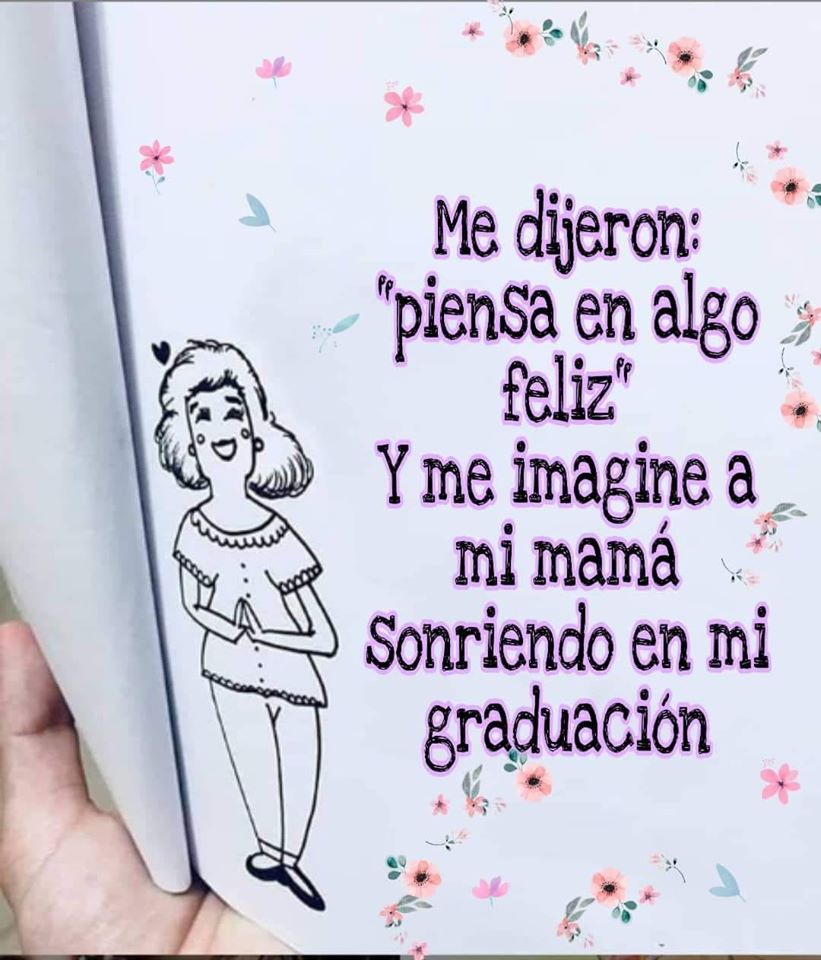 Me dijeron:
"piensa en algo
feliz"
Y me imagine a
mi mamá
sonriendo en mi
graduación